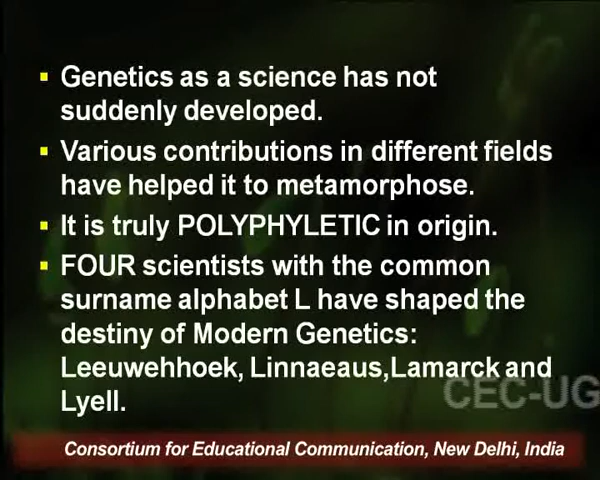 Genetics as a science has not
suddenly developed.
Various contributions in different fields
have helped it to metamorphose.
It is truly POLYPHYLETIC in origin.
FOUR scientists with the common
surname alphabet L have shaped the
destiny of Modern Genetics:
Leeuwehhoek, Linnaeaus,Lamarck and
Lyell.
CEC-UG
Consortium for Educational Communication, New Delhi, India